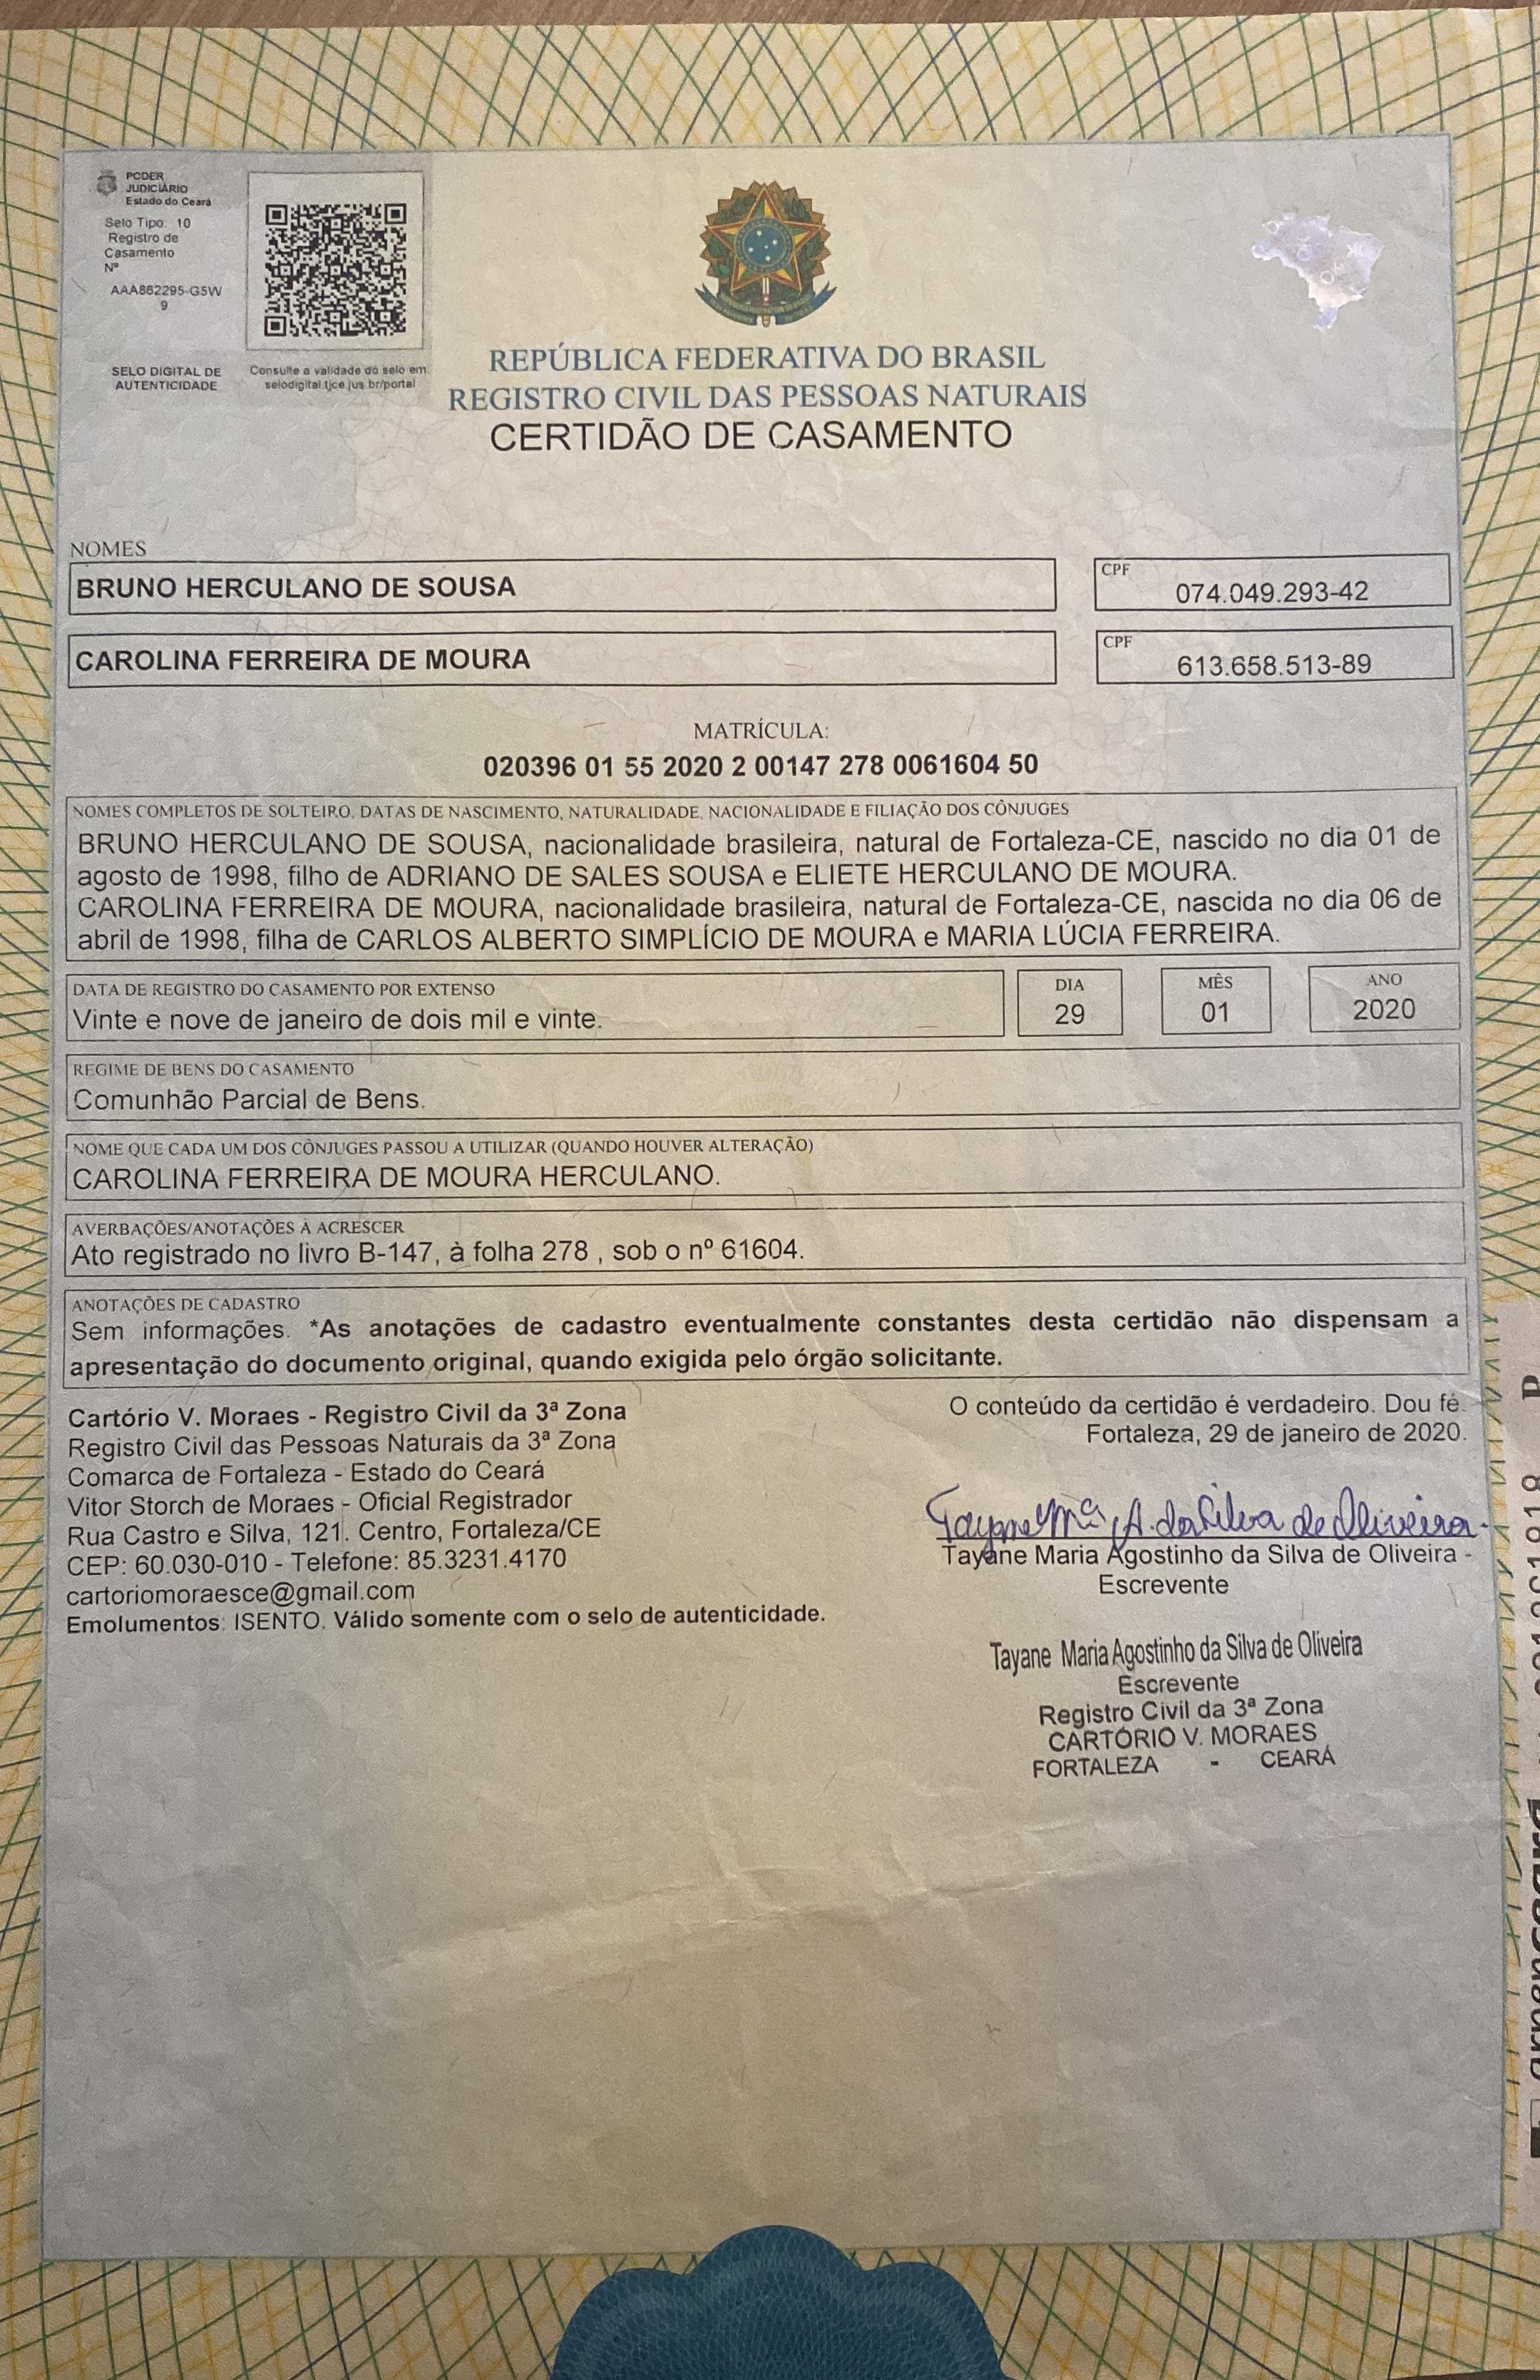 PODER
JUDICIÁRIO
Estado do Ceará
Selo Tipo: 10
Registro de
Casamento
Nº
AAA862295-G5W
9
SELO DIGITAL DE
AUTENTICIDADE
Consulte a validade do selo em
selodigital.tjce.jus.br/portal
REPÚBLICA FEDERATIVA DO BRASIL
REGISTRO CIVIL DAS PESSOAS NATURAIS
CERTIDÃO DE CASAMENTO
NOMES
BRUNO HERCULANO DE SOUSA
CPF
074.049.293-42
CAROLINA FERREIRA DE MOURA
CPF
613.658.513-89
MATRÍCULA:
020396 01 55 2020 2 00147 278 0061604 50
NOMES COMPLETOS DE SOLTEIRO, DATAS DE NASCIMENTO, NATURALIDADE, NACIONALIDADE E FILIAÇÃO DOS CÔNJUGES
BRUNO HERCULANO DE SOUSA, nacionalidade brasileira, natural de Fortaleza-CE, nascido no dia 01 de
agosto de 1998, filho de ADRIANO DE SALES SOUSA e ELIETE HERCULANO DE MOURA.
CAROLINA FERREIRA DE MOURA, nacionalidade brasileira, natural de Fortaleza-CE, nascida no dia 06 de
abril de 1998, filha de CARLOS ALBERTO SIMPLÍCIO DE MOURA e MARIA LÚCIA FERREIRA.
DATA DE REGISTRO DO CASAMENTO POR EXTENSO
Vinte e nove de janeiro de dois mil e vinte.
DIA
29
MÊS
01
ANO
2020
REGIME DE BENS DO CASAMENTO
Comunhão Parcial de Bens.
NOME QUE CADA UM DOS CÔNJUGES PASSOU A UTILIZAR (QUANDO HOUVER ALTERAÇÃO)
CAROLINA FERREIRA DE MOURA HERCULANO.
AVERBAÇÕES/ANOTAÇÕES À ACRESCER
Ato registrado no livro B-147, à folha 278 , sob o nº 61604.
ANOTAÇÕES DE CADASTRO
Sem informações. *As anotações de cadastro eventualmente constantes desta certidão não dispensam a
apresentação do documento original, quando exigida pelo órgão solicitante.
Cartório V. Moraes - Registro Civil da 3ª Zona
Registro Civil das Pessoas Naturais da 3ª Zona
Comarca de Fortaleza - Estado do Ceará
Vitor Storch de Moraes - Oficial Registrador
Rua Castro e Silva, 121. Centro, Fortaleza/CE
CEP: 60.030-010 - Telefone: 85.3231.4170
cartoriomoraesce@gmail.com
Emolumentos: ISENTO. Válido somente com o selo de autenticidade.
O conteúdo da certidão é verdadeiro. Dou fé.
Fortaleza, 29 de janeiro de 2020.
Tayane Mª A. da Silva de Oliveira.
Tayane Maria Agostinho da Silva de Oliveira -
Escrevente
Tayane Maria Agostinho da Silva de Oliveira
Escrevente
Registro Civil da 3ª Zona
CARTÓRIO V. MORAES
FORTALEZA - CEARÁ